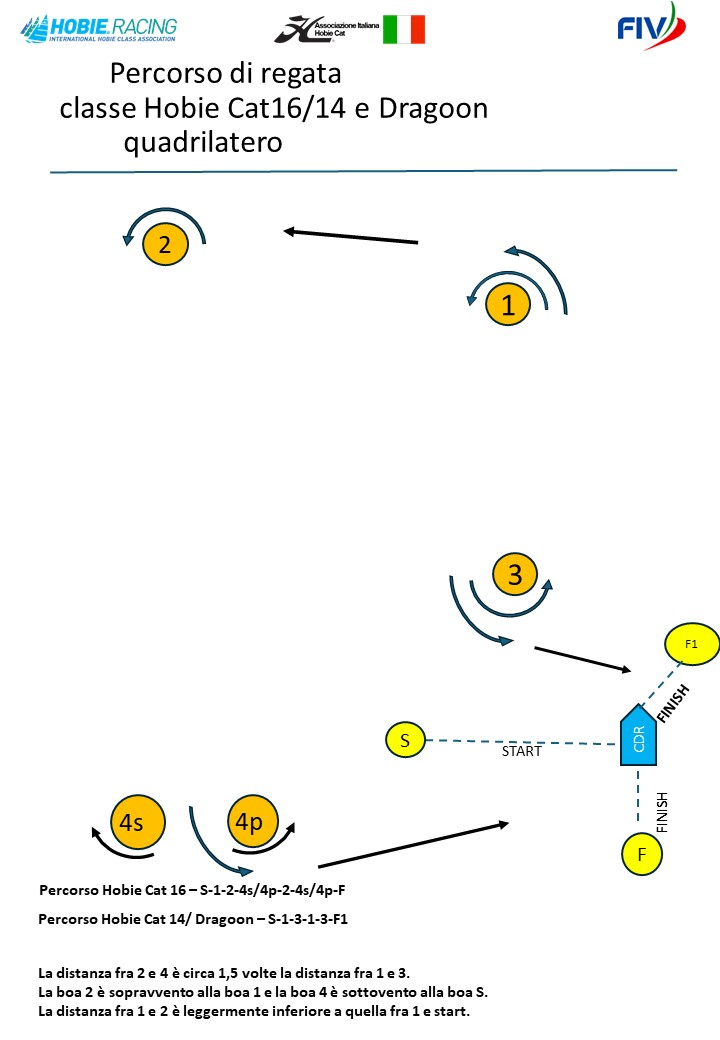 HOBIE. RACING
INTERNATIONAL HOBIE CLASS ASSOCIATION
Associazione Italiana
Hobie Cat
FIV
Percorso di regata
classe Hobie Cat16/14 e Dragoon
quadrilatero
2
1
3
F1
FINISH
CDR
S
START
FINISH
4s
4p
F
Percorso Hobie Cat 16 – S-1-2-4s/4p-2-4s/4p-F
Percorso Hobie Cat 14/ Dragoon – S-1-3-1-3-F1
La distanza fra 2 e 4 è circa 1,5 volte la distanza fra 1 e 3.
La boa 2 è sopravvento alla boa 1 e la boa 4 è sottovento alla boa S.
La distanza fra 1 e 2 è leggermente inferiore a quella fra 1 e start.